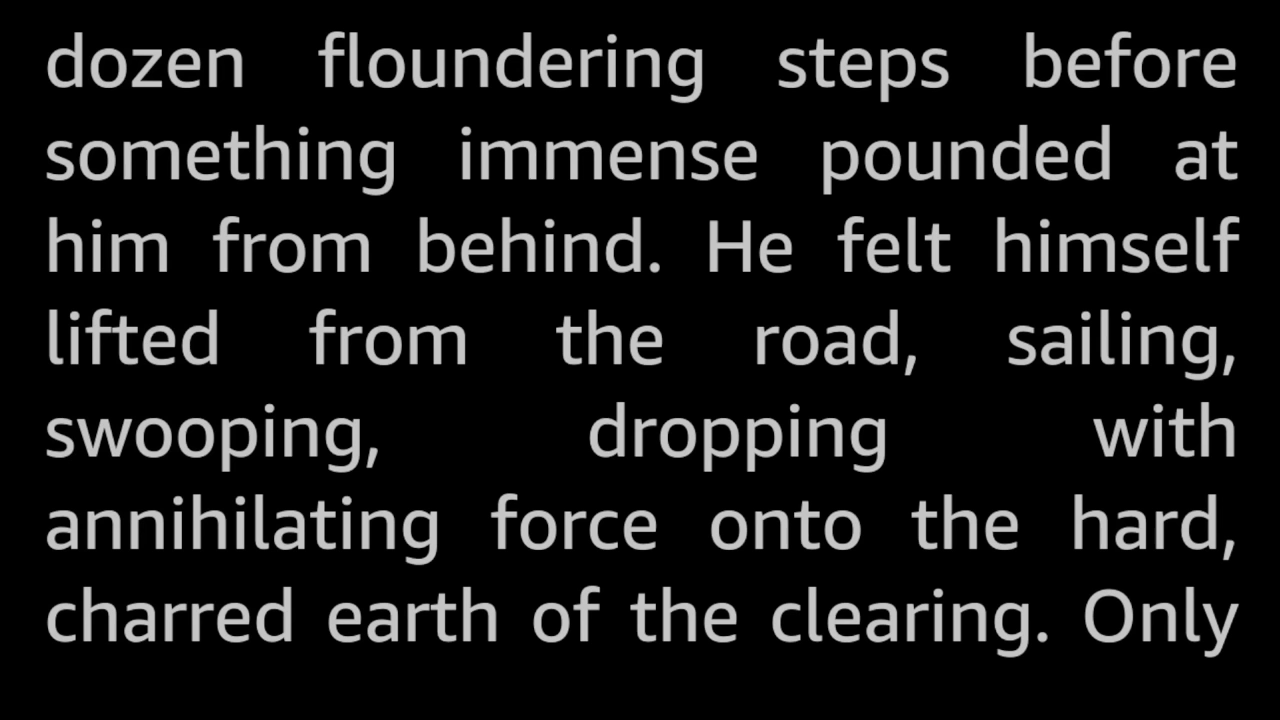 dozen floundering steps before
something immense pounded at
him from behind. He felt himself
lifted from the road, sailing,
swooping, dropping with
annihilating force onto the hard,
charred earth of the clearing. Only